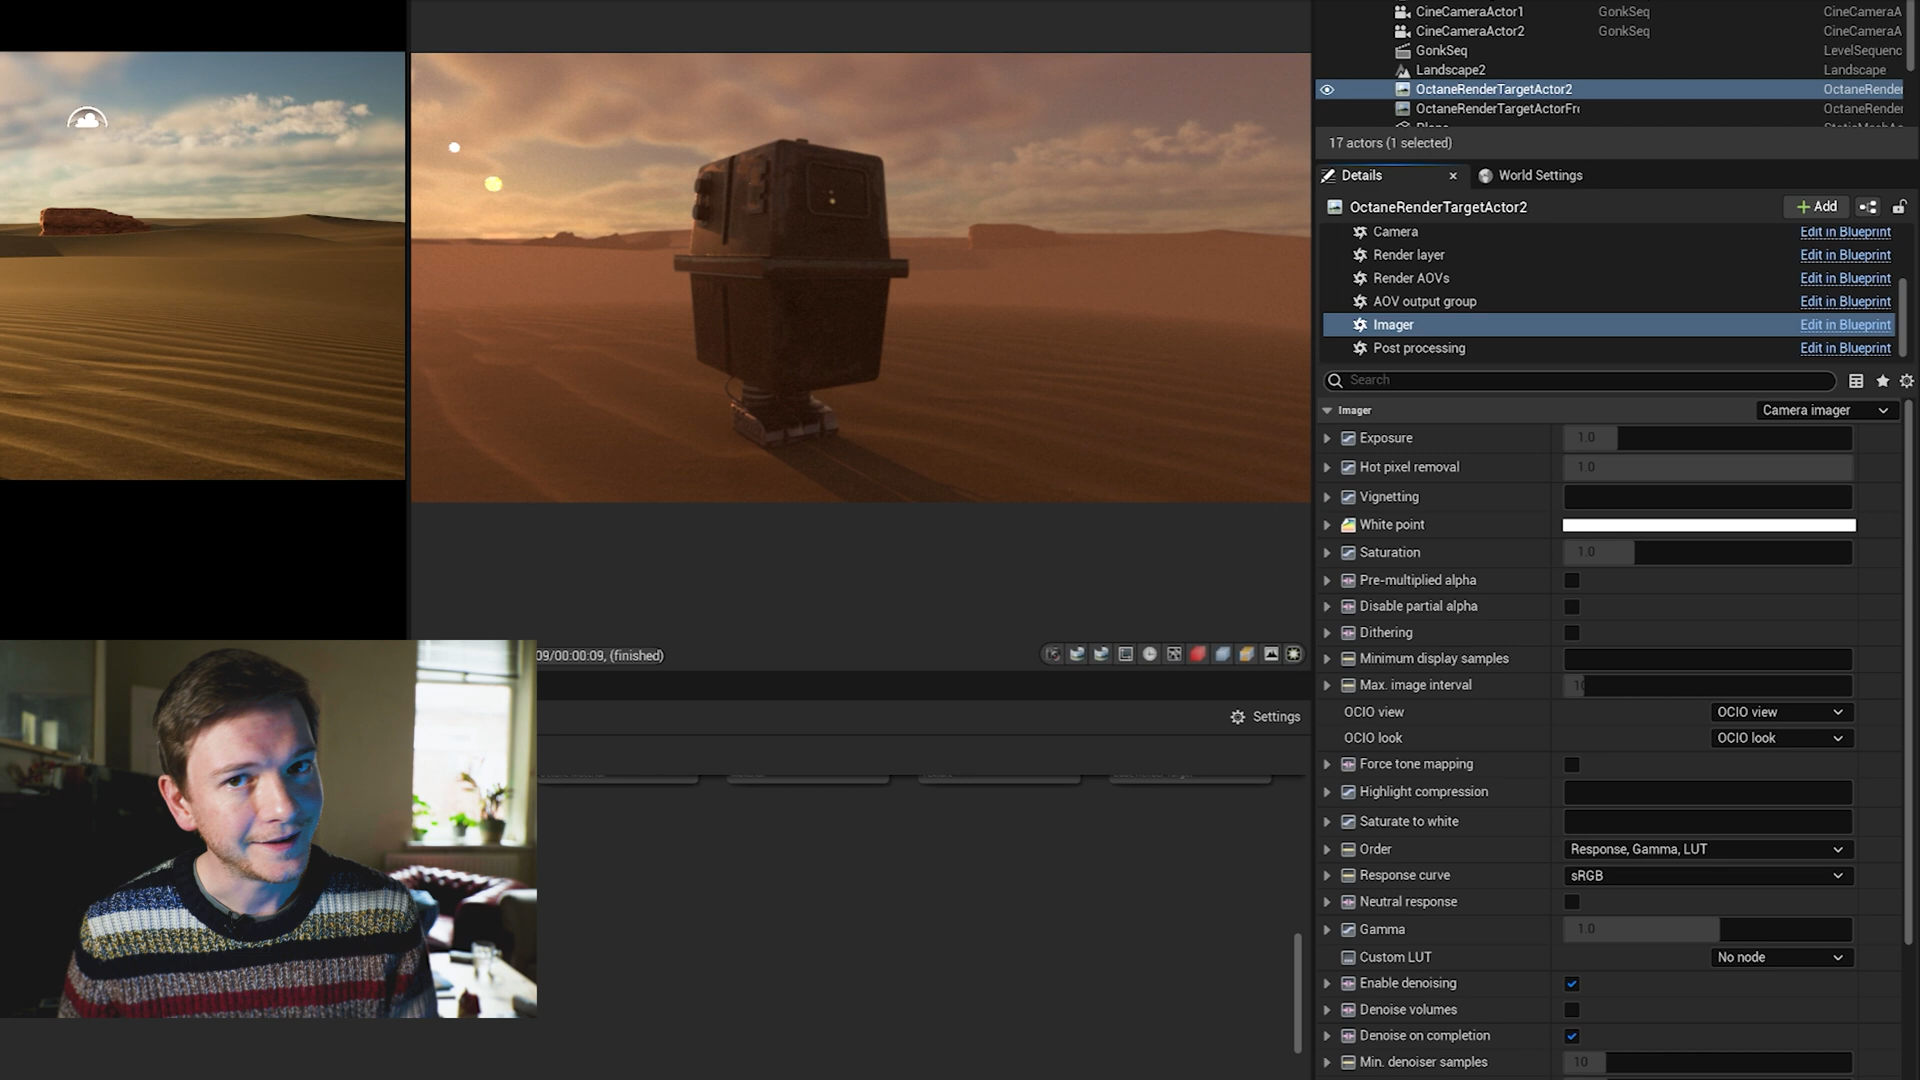 CineCameraActor1 GonkSeq CineCameraA
CineCameraActor2 GonkSeq CineCameraA
GonkSeq LevelSequenc
Landscape2 Landscape
OctaneRenderTargetActor2 OctaneRender
OctaneRenderTargetActorFr OctaneRender
17 actors (1 selected)
Details World Settings
OctaneRenderTargetActor2 Add
Camera Edit in Blueprint
Render layer Edit in Blueprint
Render AOVs Edit in Blueprint
AOV output group Edit in Blueprint
Imager Edit in Blueprint
Post processing Edit in Blueprint
Search
Imager Camera imager
Exposure 1.0
Hot pixel removal 1.0
Vignetting
White point
Saturation 1.0
Pre-multiplied alpha
Disable partial alpha
Dithering
Minimum display samples
Max. image interval
OCIO view OCIO view
OCIO look OCIO look
Force tone mapping
Highlight compression
Saturate to white
Order Response, Gamma, LUT
Response curve sRGB
Neutral response
Gamma 1.0
Custom LUT No node
Enable denoising
Denoise volumes
Denoise on completion
Min. denoiser samples 10
09/00:00:09, (finished)
Settings